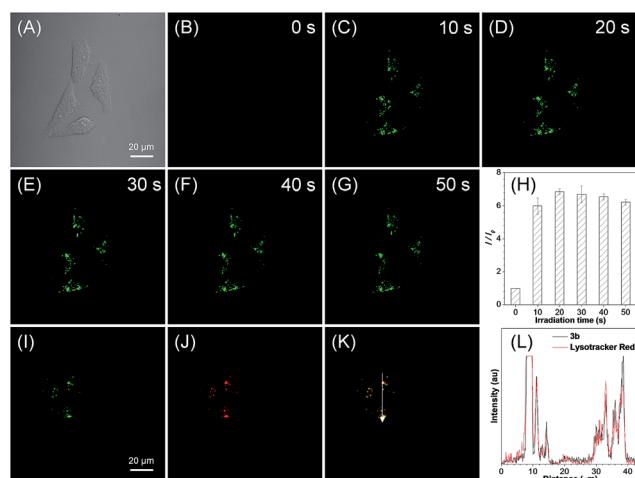 (A)
20 µm
(B) 0 s
(C) 10 s
(D) 20 s
(E) 30 s
(F) 40 s
(G) 50 s
(H)
8
6
4
2
0
I / I0
0 10 20 30 40 50
Irradiation time (s)
(I)
20 µm
(J)
(K)
(L)
3b
Lysotracker Red
Intensity (au)
0 10 20 30 40